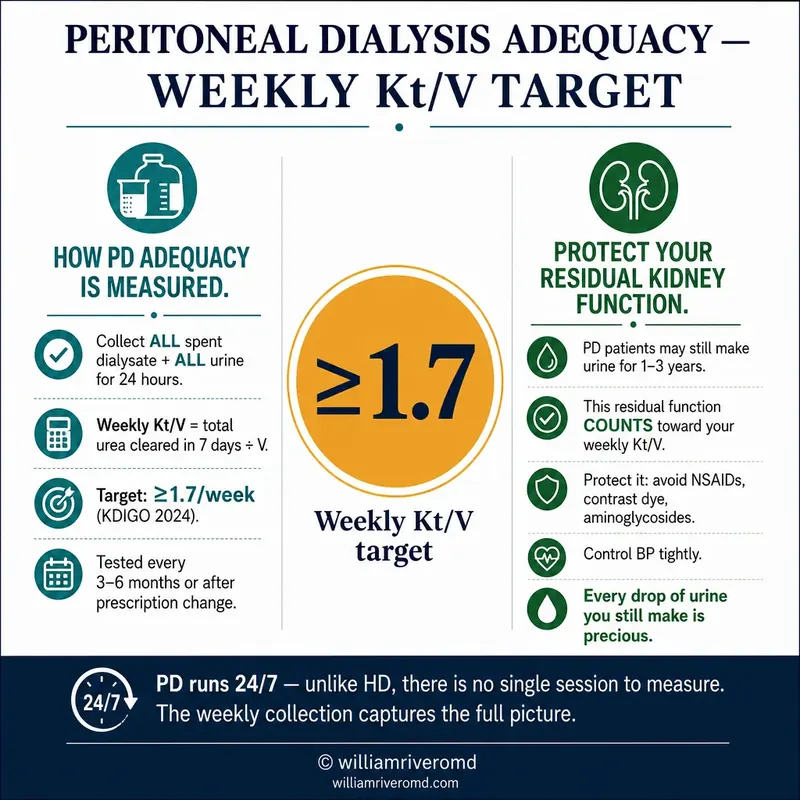 PERITONEAL DIALYSIS ADEQUACY —
WEEKLY Kt/V TARGET
HOW PD ADEQUACY
IS MEASURED.
Collect ALL spent
dialysate + ALL urine
for 24 hours.
Weekly Kt/V = total
urea cleared in 7 days ÷ V.
Target: ≥1.7/week
(KDIGO 2024).
Tested every
3–6 months or after
prescription change.
≥1.7
Weekly Kt/V
target
PROTECT YOUR
RESIDUAL KIDNEY
FUNCTION.
PD patients may still make
urine for 1–3 years.
This residual function
COUNTS toward your
weekly Kt/V.
Protect it: avoid NSAIDs,
contrast dye,
aminoglycosides.
Control BP tightly.
Every drop of urine
you still make is
precious.
24/7
PD runs 24/7 — unlike HD, there is no single session to measure.
The weekly collection captures the full picture.
© williamriveromd
williamriveromd.com